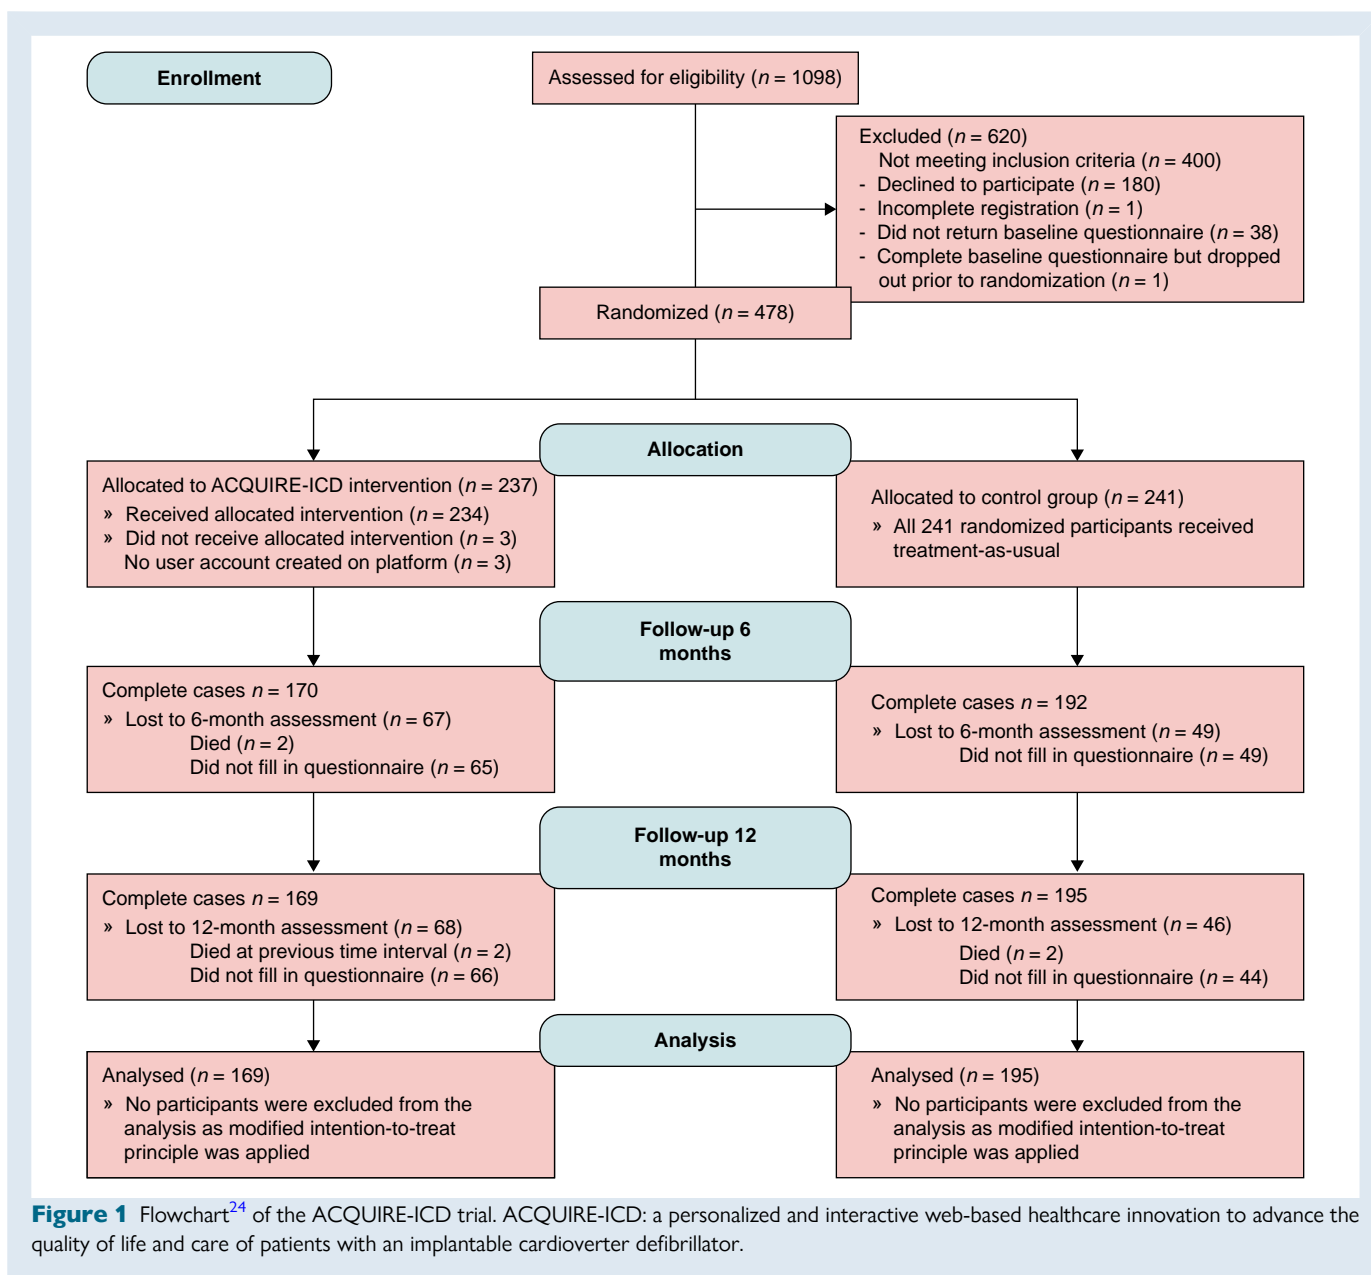 Enrollment
Assessed for eligibility (n = 1098)
Excluded (n = 620)
Not meeting inclusion criteria (n = 400)
- Declined to participate (n = 180)
- Incomplete registration (n = 1)
- Did not return baseline questionnaire (n = 38)
- Complete baseline questionnaire but dropped
out prior to randomization (n = 1)
Randomized (n = 478)
Allocation
Allocated to ACQUIRE-ICD intervention (n = 237)
» Received allocated intervention (n = 234)
» Did not receive allocated intervention (n = 3)
No user account created on platform (n = 3)
Allocated to control group (n = 241)
» All 241 randomized participants received
treatment-as-usual
Follow-up 6
months
Complete cases n = 170
» Lost to 6-month assessment (n = 67)
Died (n = 2)
Did not fill in questionnaire (n = 65)
Complete cases n = 192
» Lost to 6-month assessment (n = 49)
Did not fill in questionnaire (n = 49)
Follow-up 12
months
Complete cases n = 169
» Lost to 12-month assessment (n = 68)
Died at previous time interval (n = 2)
Did not fill in questionnaire (n = 66)
Complete cases n = 195
» Lost to 12-month assessment (n = 46)
Died (n = 2)
Did not fill in questionnaire (n = 44)
Analysis
Analysed (n = 169)
» No participants were excluded from the
analysis as modified intention-to-treat
principle was applied
Analysed (n = 195)
» No participants were excluded from the
analysis as modified intention-to-treat
principle was applied
Figure 1 Flowchart24 of the ACQUIRE-ICD trial. ACQUIRE-ICD: a personalized and interactive web-based healthcare innovation to advance the
quality of life and care of patients with an implantable cardioverter defibrillator.